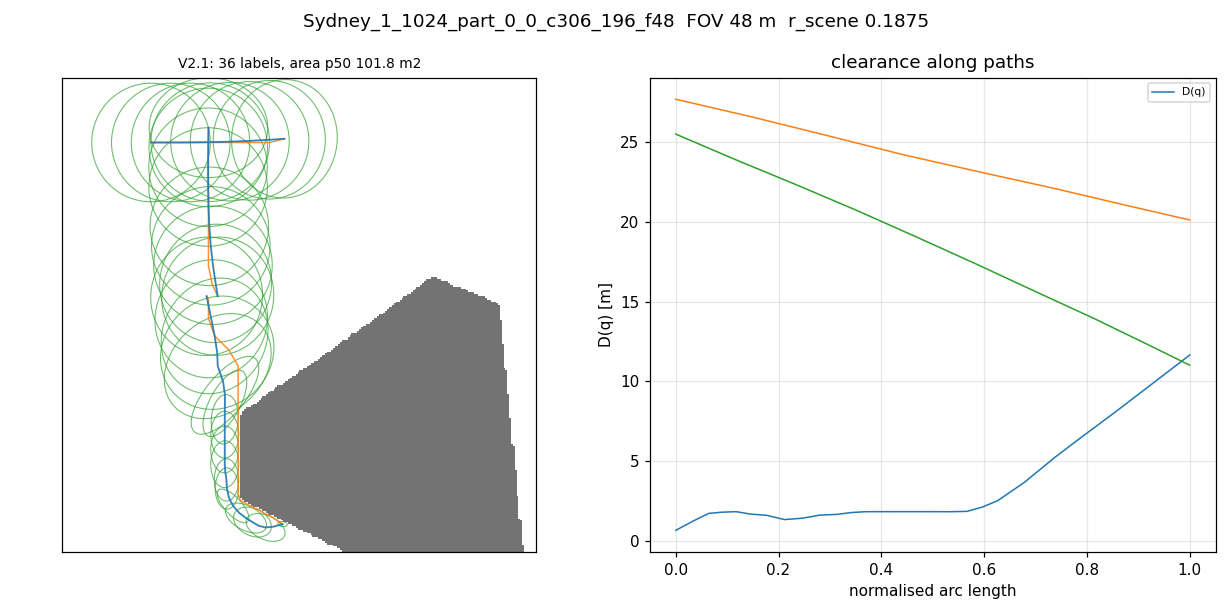 Sydney_1_1024_part_0_0_c306_196_f48  FOV 48 m  r_scene 0.1875
V2.1: 36 labels, area p50 101.8 m2
clearance along paths
D(q)
D(q) [m]
25
20
15
10
5
0
0.0 0.2 0.4 0.6 0.8 1.0
normalised arc length